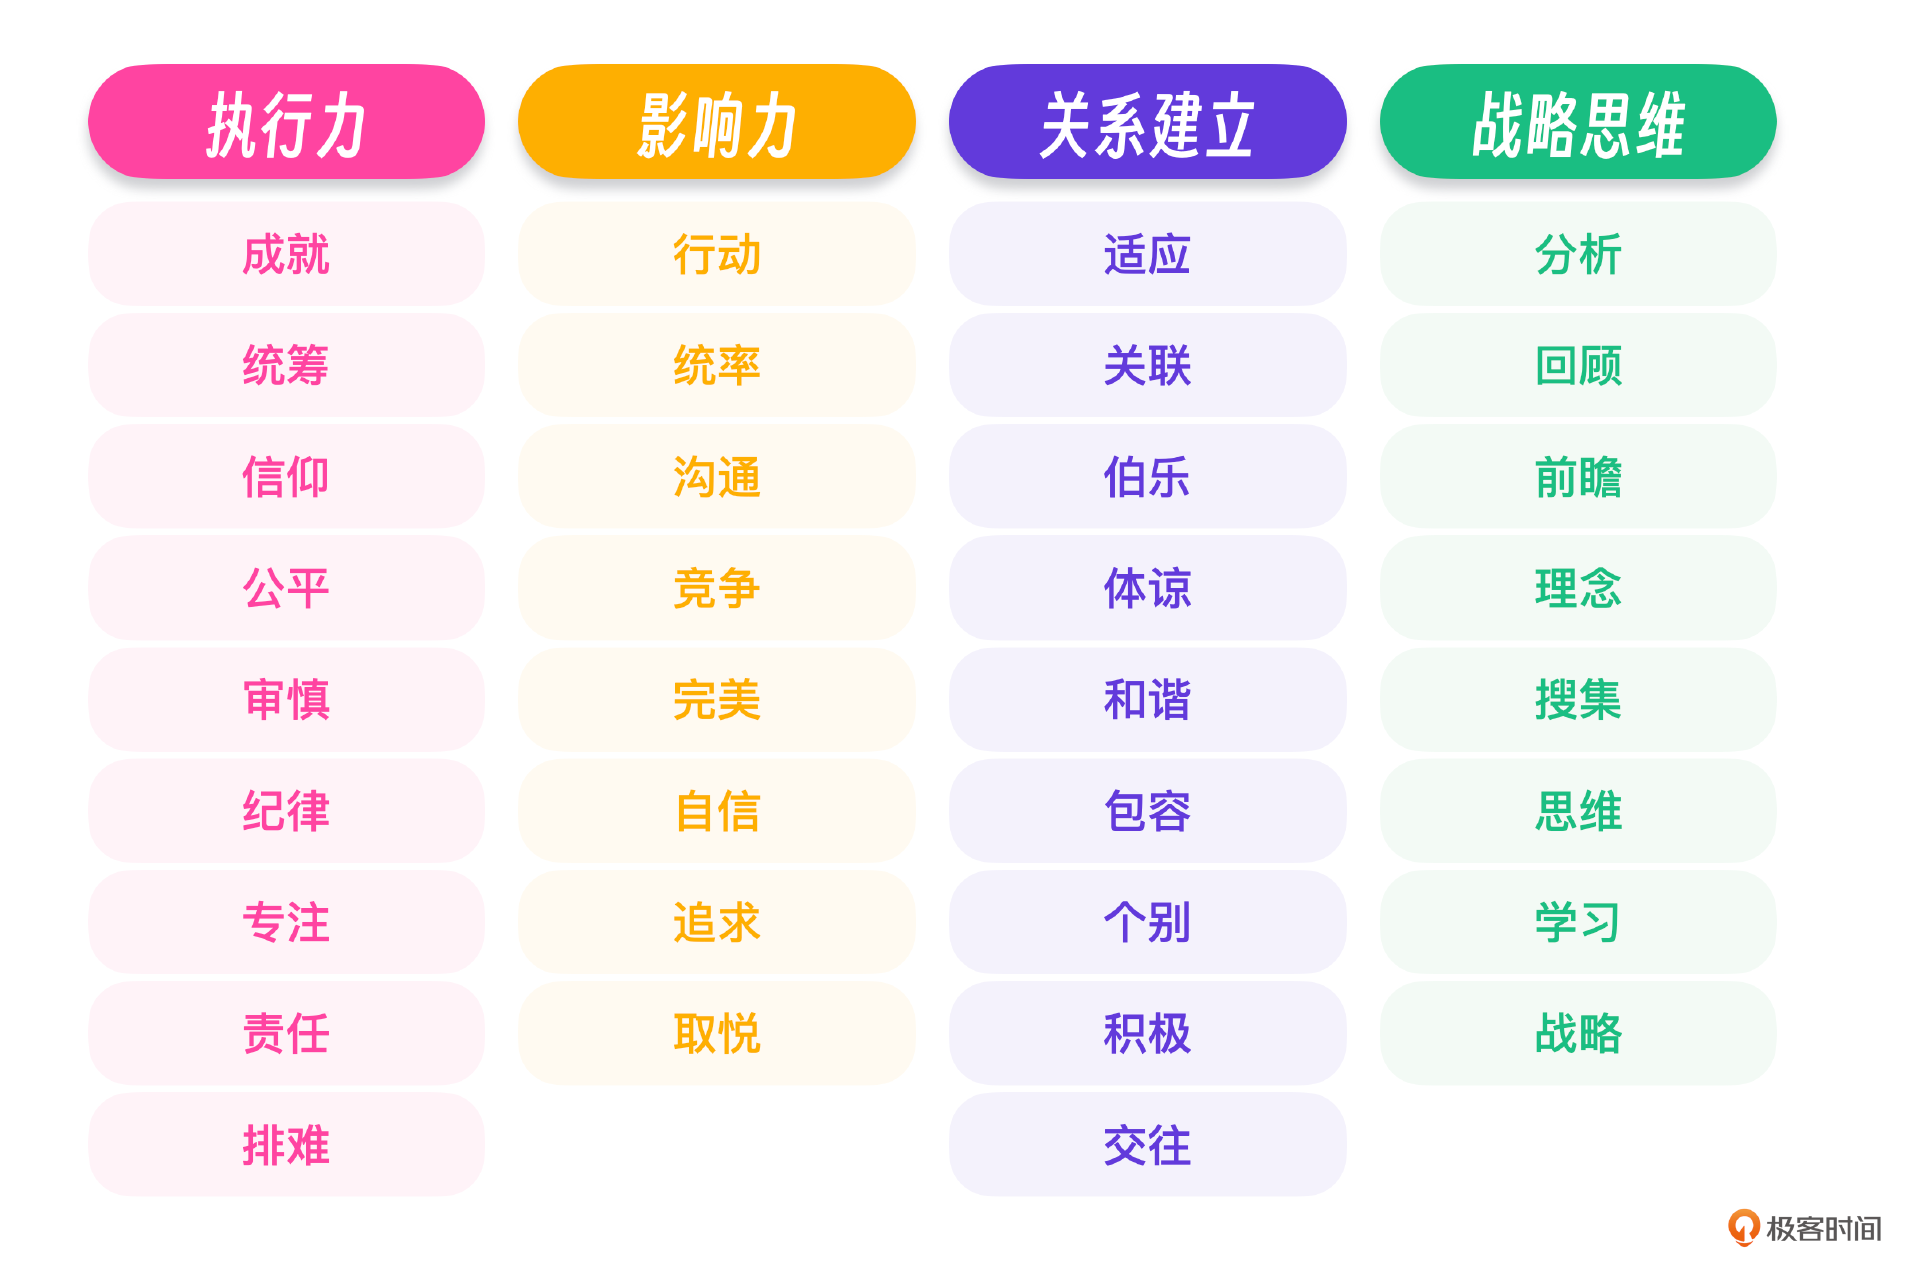 执行力 影响力 关系建立 战略思维
成就 行动 适应 分析
统筹 统率 关联 回顾
信仰 沟通 伯乐 前瞻
公平 竞争 体谅 理念
审慎 完美 和谐 搜集
纪律 自信 包容 思维
专注 追求 个别 学习
责任 取悦 积极 战略
排难 交往
极客时间